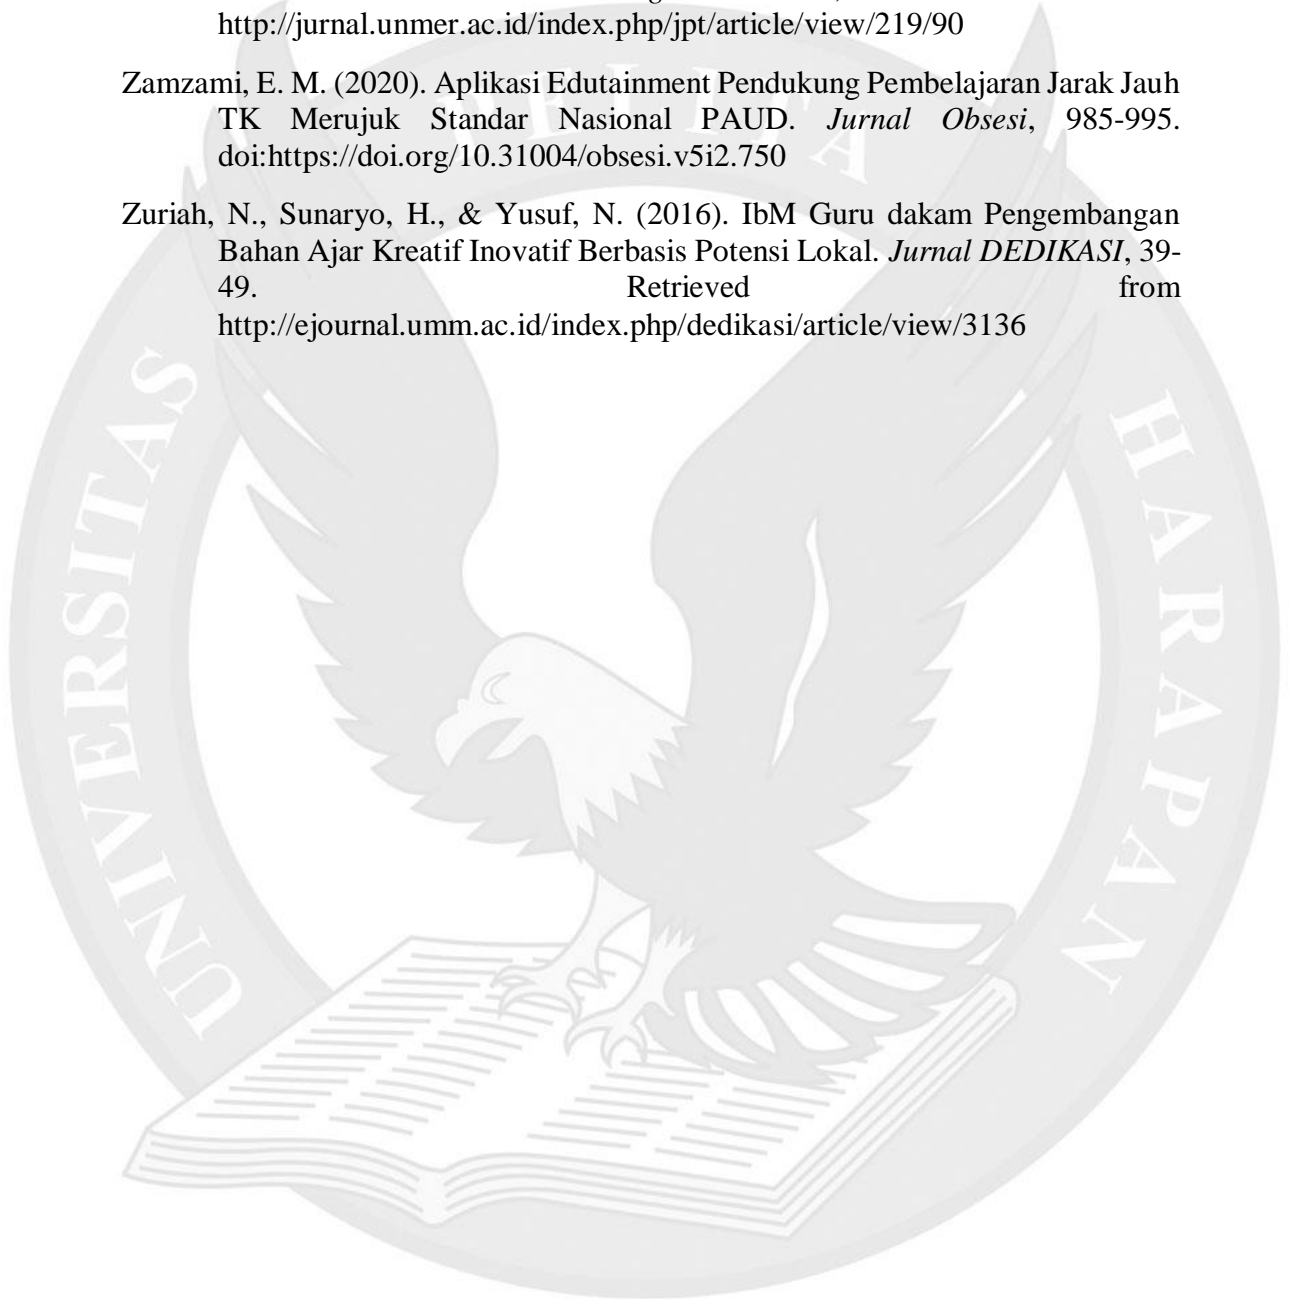 http://jurnal.unmer.ac.id/index.php/jpt/article/view/219/90
Zamzami, E. M. (2020). Aplikasi Edutainment Pendukung Pembelajaran Jarak Jauh
TK Merujuk Standar Nasional PAUD. Jurnal Obsesi, 985-995.
doi:https://doi.org/10.31004/obsesi.v5i2.750
Zuriah, N., Sunaryo, H., & Yusuf, N. (2016). IbM Guru dakam Pengembangan
Bahan Ajar Kreatif Inovatif Berbasis Potensi Lokal. Jurnal DEDIKASI, 39-
49. Retrieved from
http://ejournal.umm.ac.id/index.php/dedikasi/article/view/3136
UNIVERSITAS
PELITA
HARAPAN